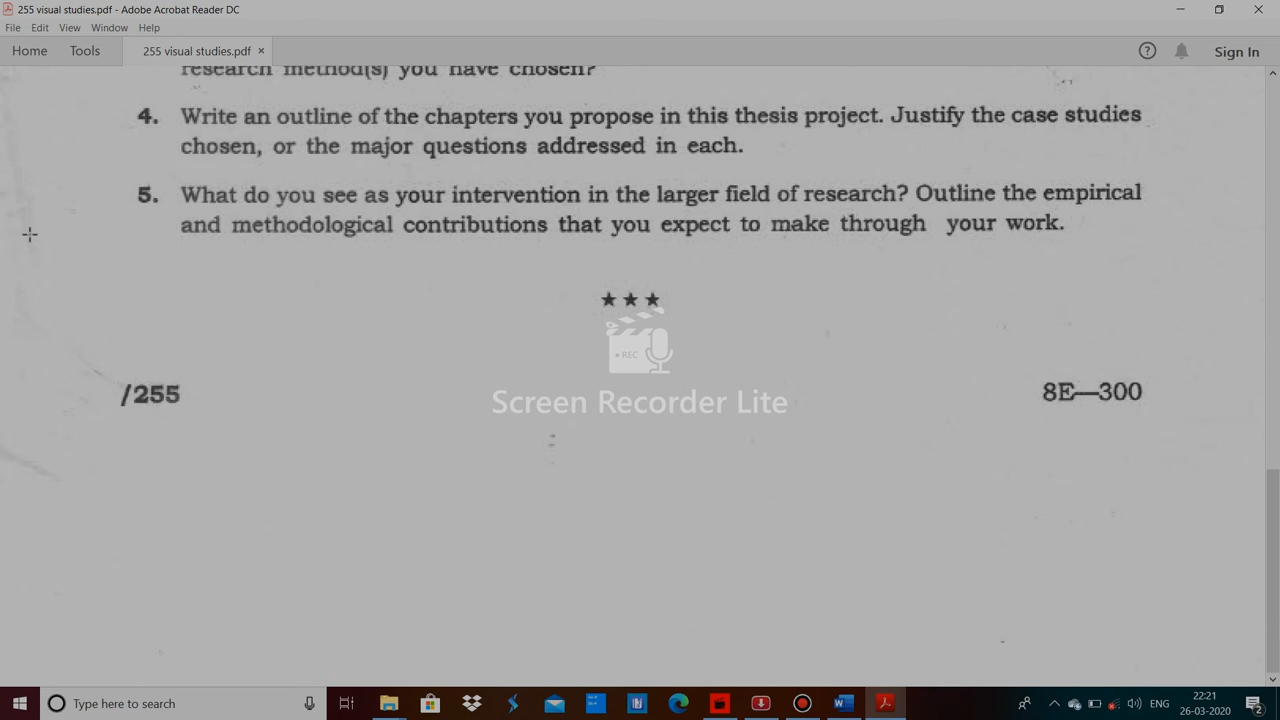 255 visual studies.pdf - Adobe Acrobat Reader DC
File Edit View Window Help
Home Tools 255 visual studies.pdf × Sign In
research method(s) you have chosen?
4. Write an outline of the chapters you propose in this thesis project. Justify the case studies
chosen, or the major questions addressed in each.
5. What do you see as your intervention in the larger field of research? Outline the empirical
and methodological contributions that you expect to make through your work.
★★★
• REC
/255 8E—300
Screen Recorder Lite
Type here to search ENG 22:21
26-03-2020 2